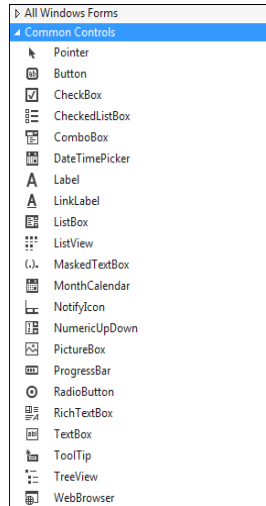 All Windows Forms
Common Controls
Pointer
Button
CheckBox
CheckedListBox
ComboBox
DateTimePicker
Label
LinkLabel
ListBox
ListView
MaskedTextBox
MonthCalendar
NotifyIcon
NumericUpDown
PictureBox
ProgressBar
RadioButton
RichTextBox
TextBox
ToolTip
TreeView
WebBrowser